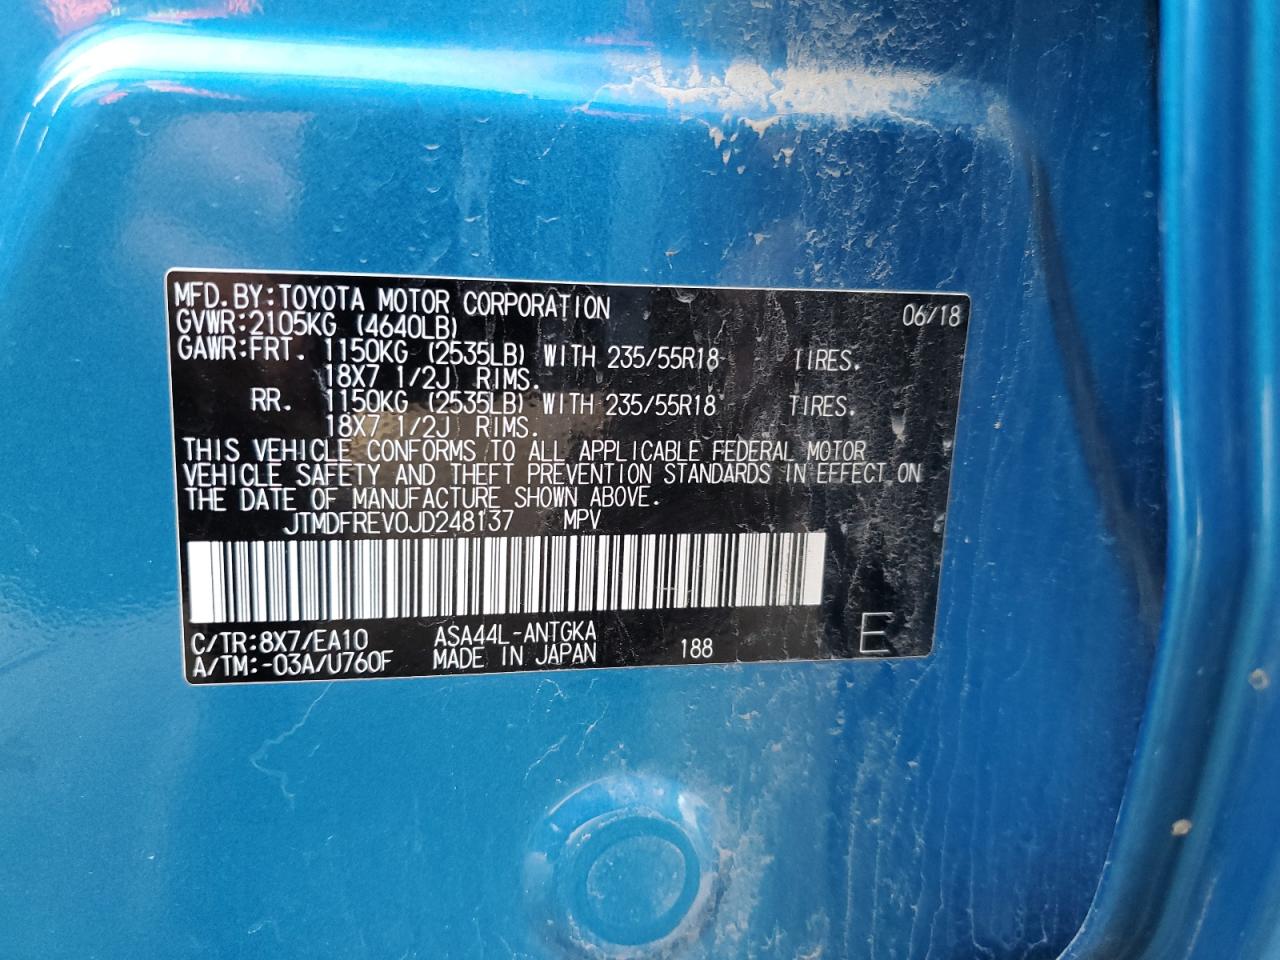 MFD.BY:TOYOTA MOTOR CORPORATION 06/18
GVWR:2105KG (4640LB)
GAWR:FRT. 1150KG (2535LB) WITH 235/55R18 TIRES.
18X7 1/2J RIMS.
RR. 1150KG (2535LB) WITH 235/55R18 TIRES.
18X7 1/2J RIMS.
THIS VEHICLE CONFORMS TO ALL APPLICABLE FEDERAL MOTOR
VEHICLE SAFETY AND THEFT PREVENTION STANDARDS IN EFFECT ON
THE DATE OF MANUFACTURE SHOWN ABOVE.
JTMDFREV0JD248137 MPV
C/TR:8X7/EA10 ASA44L-ANTGKA
A/TM:-03A/U760F MADE IN JAPAN 188 E